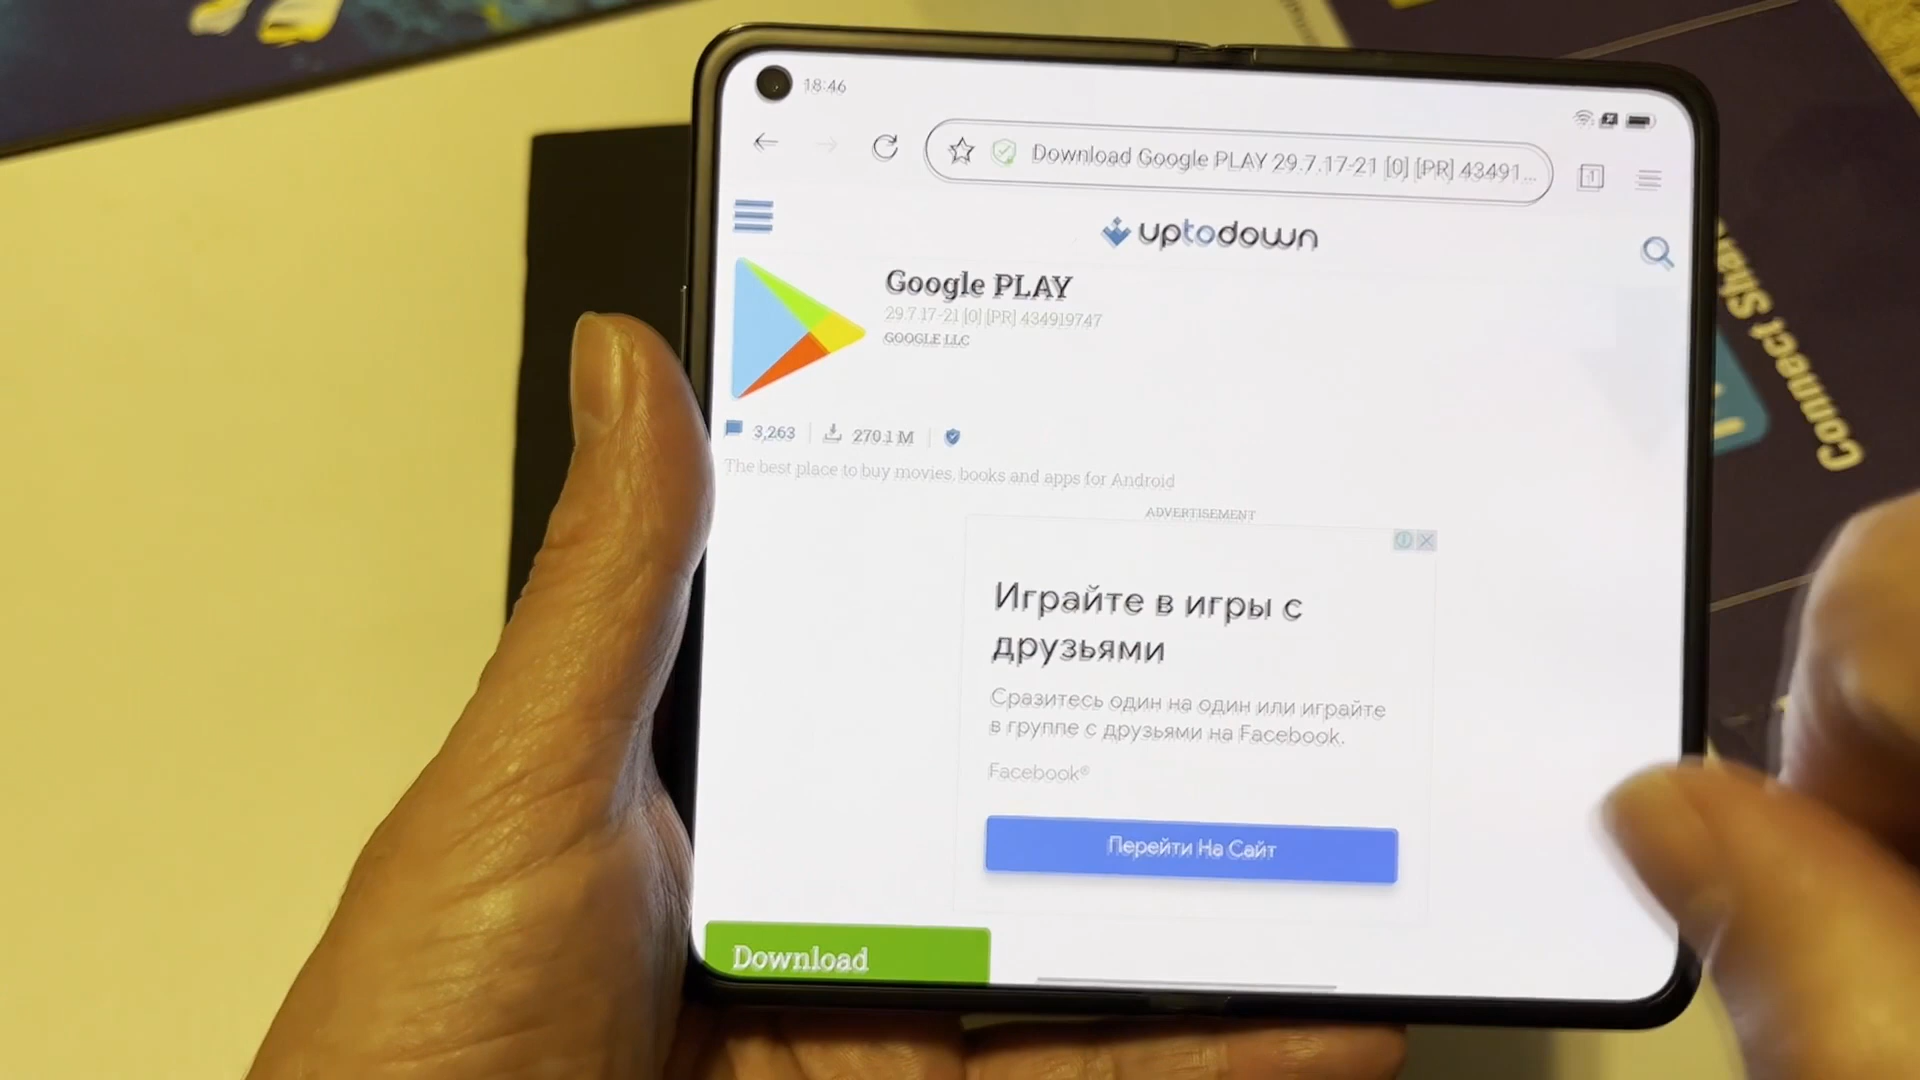 18:46
Download Google PLAY 29.7.17-21 [0] [PR] 43491...
1
uptodown
Google PLAY
29.7.17-21 [0] [PR] 434919747
GOOGLE LLC
3,263
270.1 M
The best place to buy movies, books and apps for Android
ADVERTISEMENT
Играйте в игры с
друзьями
Сразитесь один на один или играйте
в группе с друзьями на Facebook.
Facebook®
Перейти На Сайт
Download
Connect Share